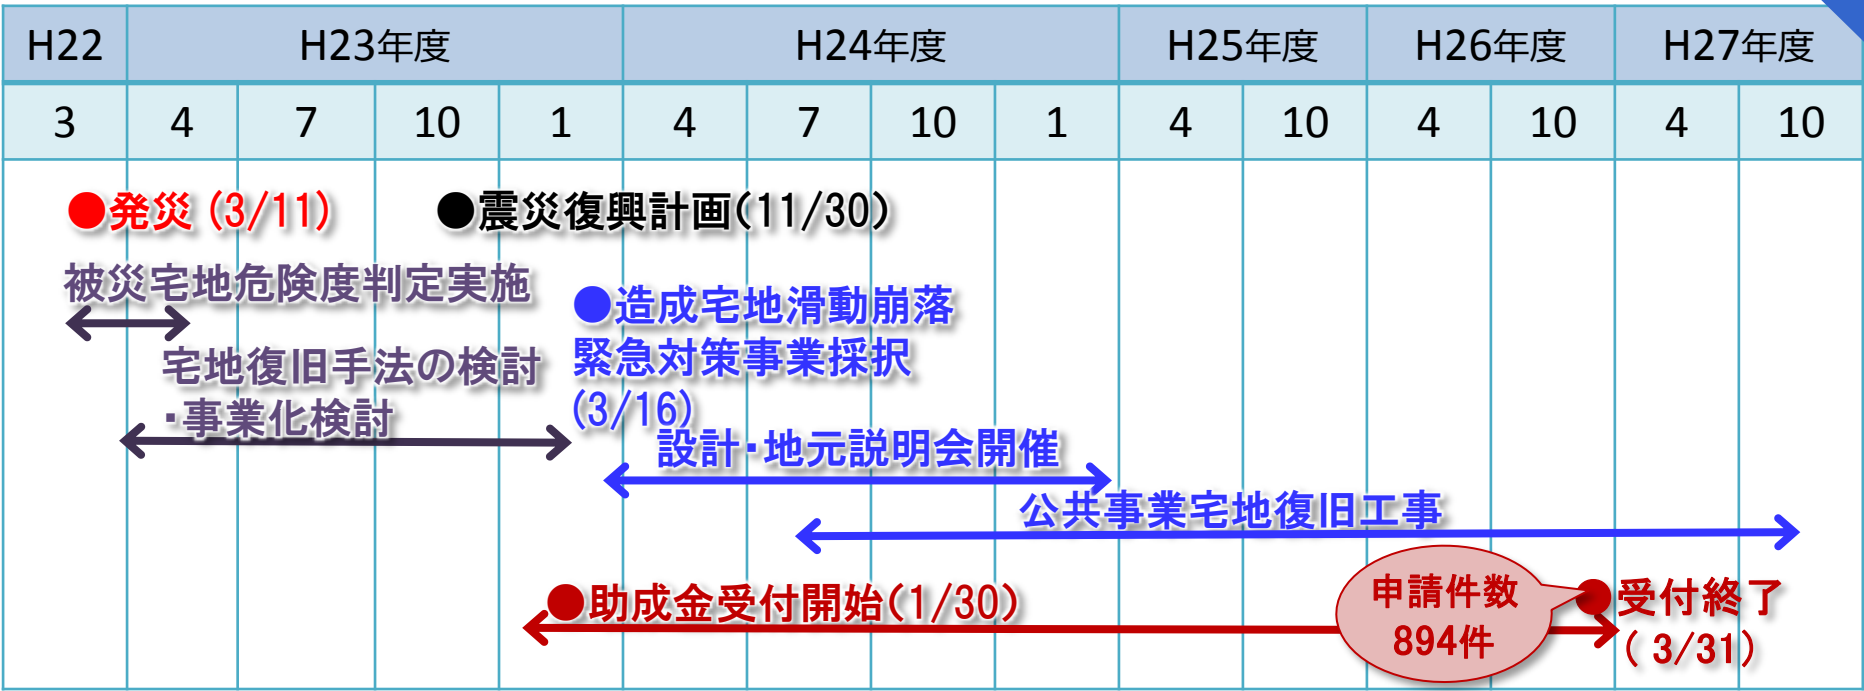 H22 H23年度 H24年度 H25年度 H26年度 H27年度
3 4 7 10 1 4 7 10 1 4 10 4 10 4 10
●発災(3/11) ●震災復興計画(11/30)
被災宅地危険度判定実施
●造成宅地滑動崩落
緊急対策事業採択
(3/16)
宅地復旧手法の検討
・事業化検討
設計・地元説明会開催
公共事業宅地復旧工事
●助成金受付開始(1/30)
申請件数
894件
●受付終了
(3/31)